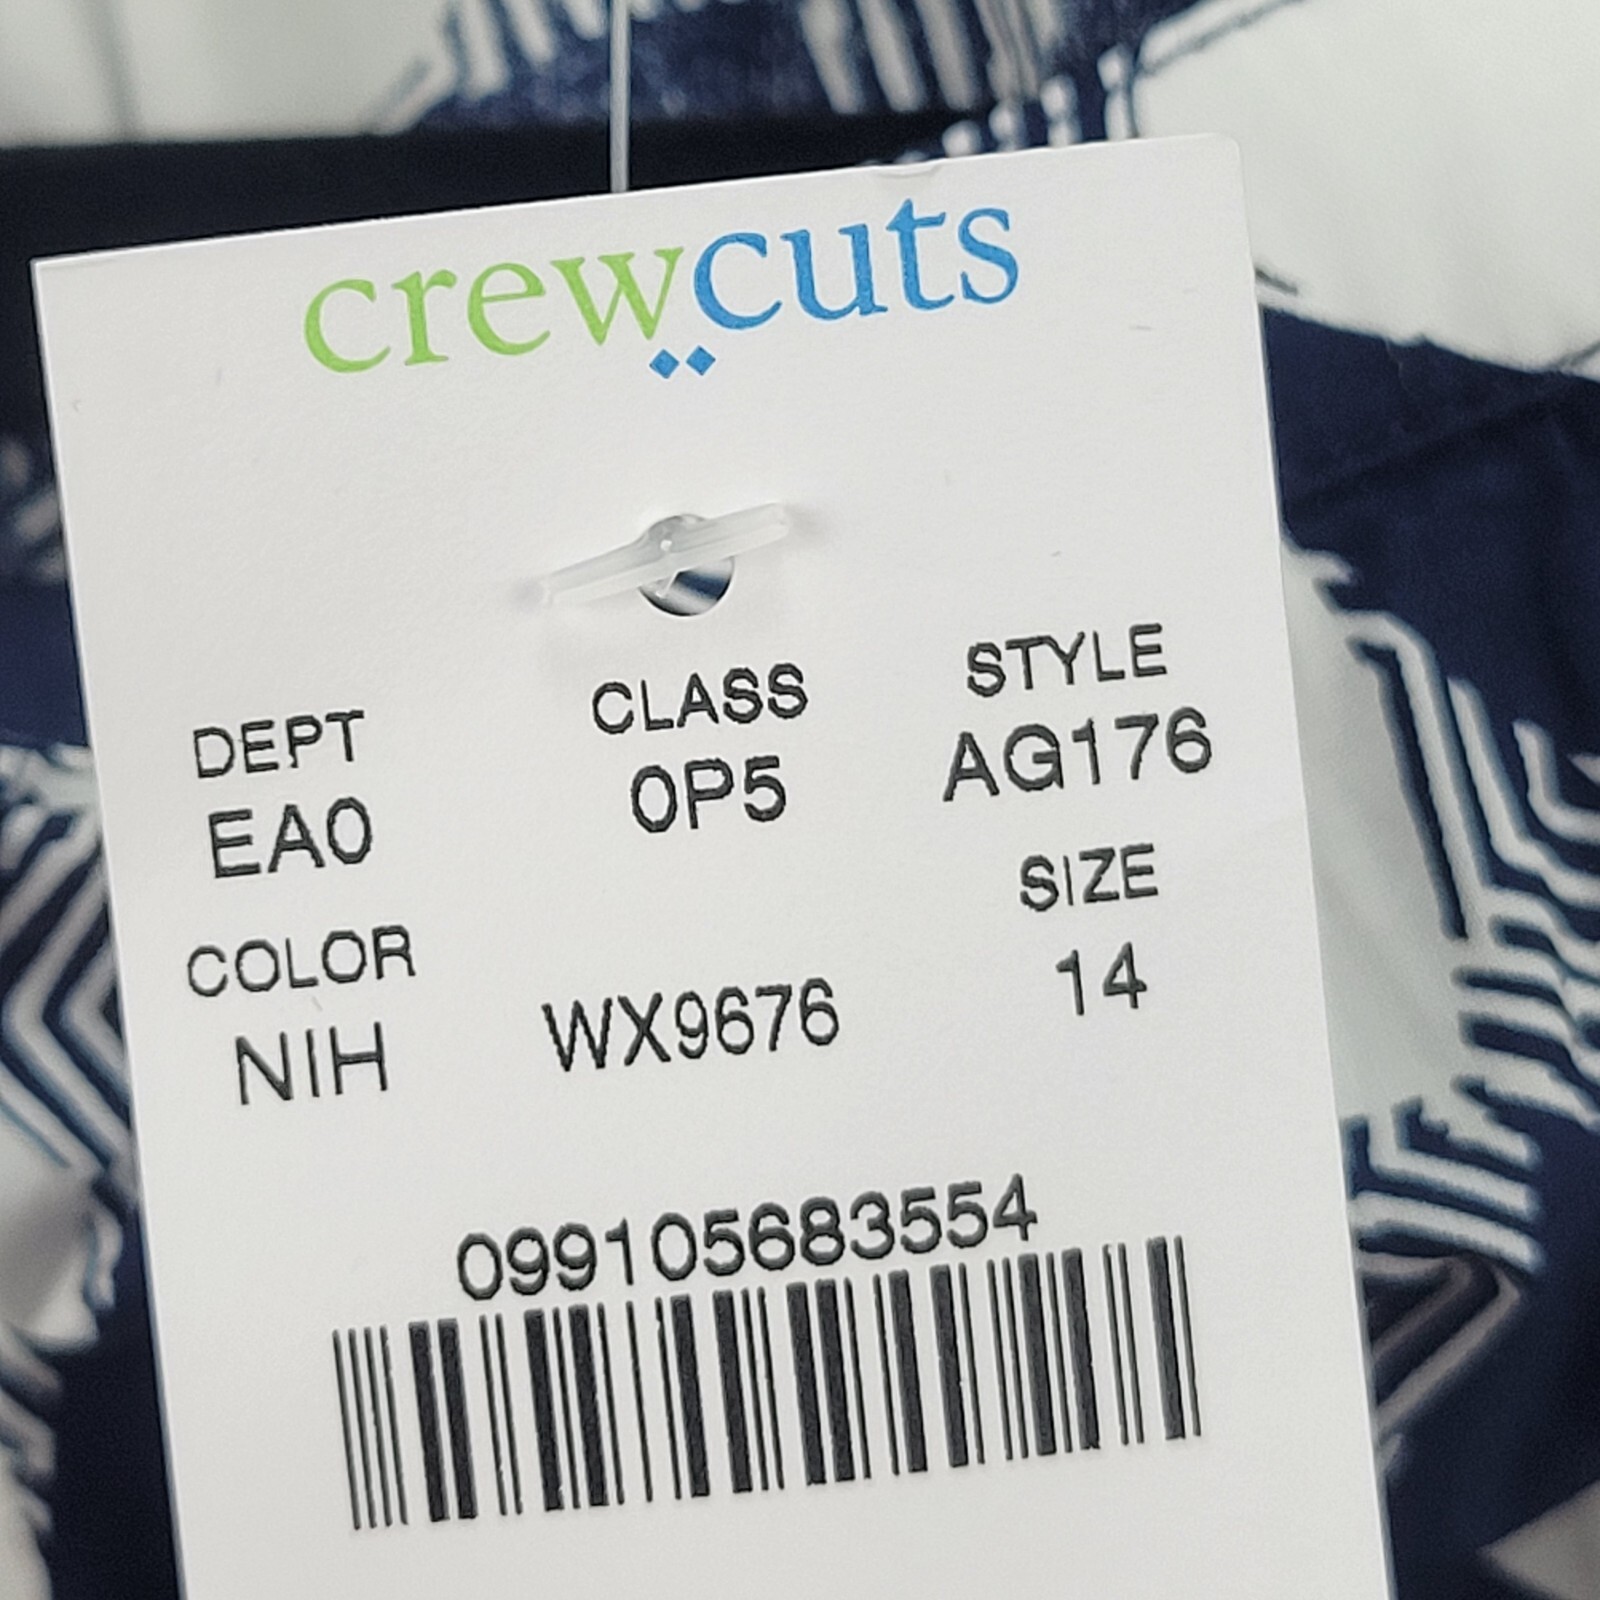 crewcuts
DEPT CLASS STYLE
EA0 0P5 AG176
SIZE
COLOR
NIH WX9676 14
099105683554